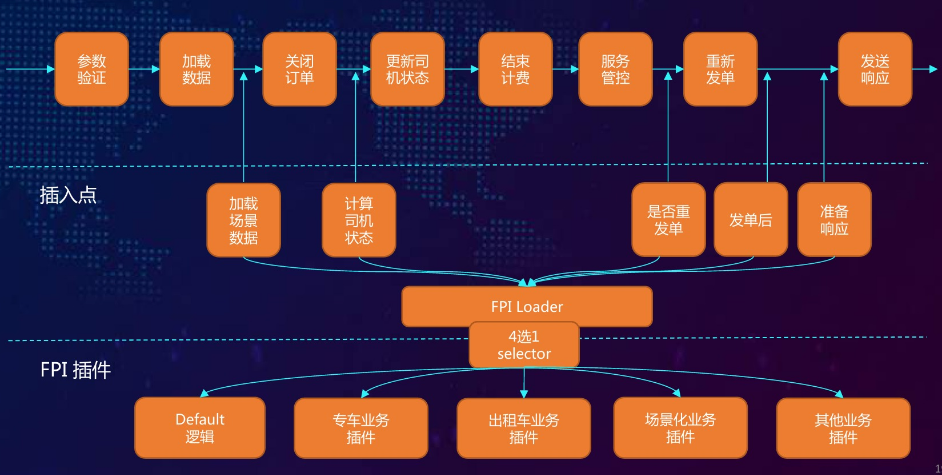 参数
验证
加载
数据
关闭
订单
更新司
机状态
结束
计费
服务
管控
重新
发单
发送
响应
插入点
加载
场景
数据
计算
司机
状态
是否重
发单
发单后
准备
响应
FPI Loader
4选1
selector
FPI 插件
Default
逻辑
专车业务
插件
出租车业务
插件
场景化业务
插件
其他业务
插件